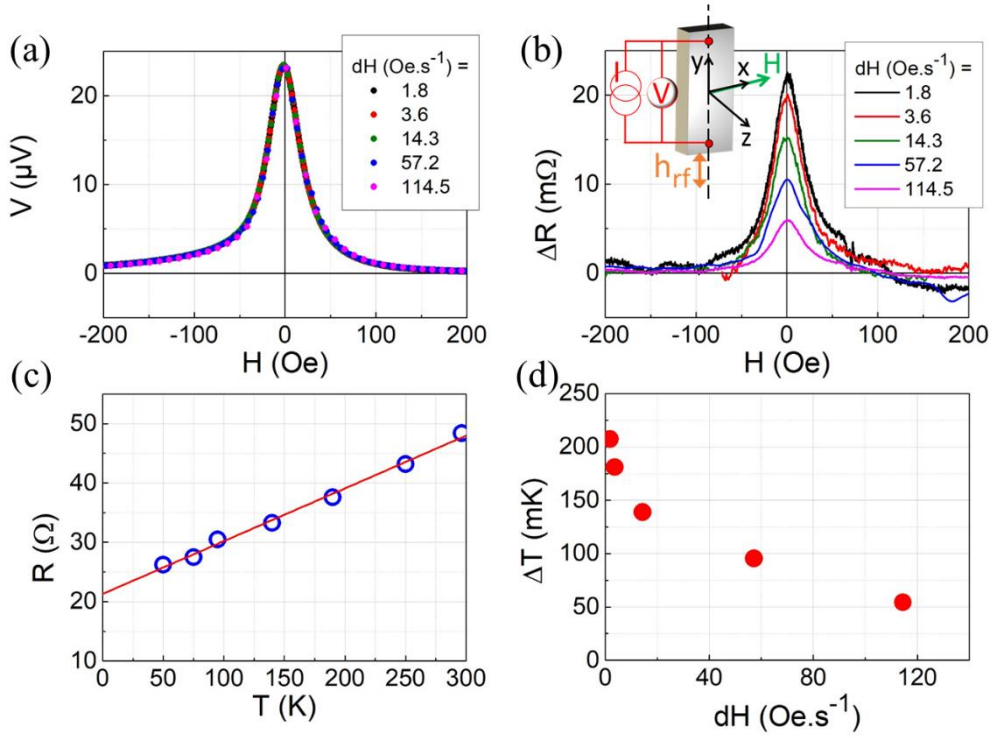 (a)
V (µV)
20
10
0
-200
-100
0
100
200
H (Oe)
dH (Oe.s⁻¹) =
1.8
3.6
14.3
57.2
114.5
(b)
ΔR (mΩ)
20
10
0
-200
-100
0
100
200
H (Oe)
I
V
y
x
H
z
h_rf
dH (Oe.s⁻¹) =
1.8
3.6
14.3
57.2
114.5
(c)
R (Ω)
50
40
30
20
10
0
50
100
150
200
250
300
T (K)
(d)
ΔT (mK)
250
200
150
100
50
0
0
40
80
120
dH (Oe.s⁻¹)